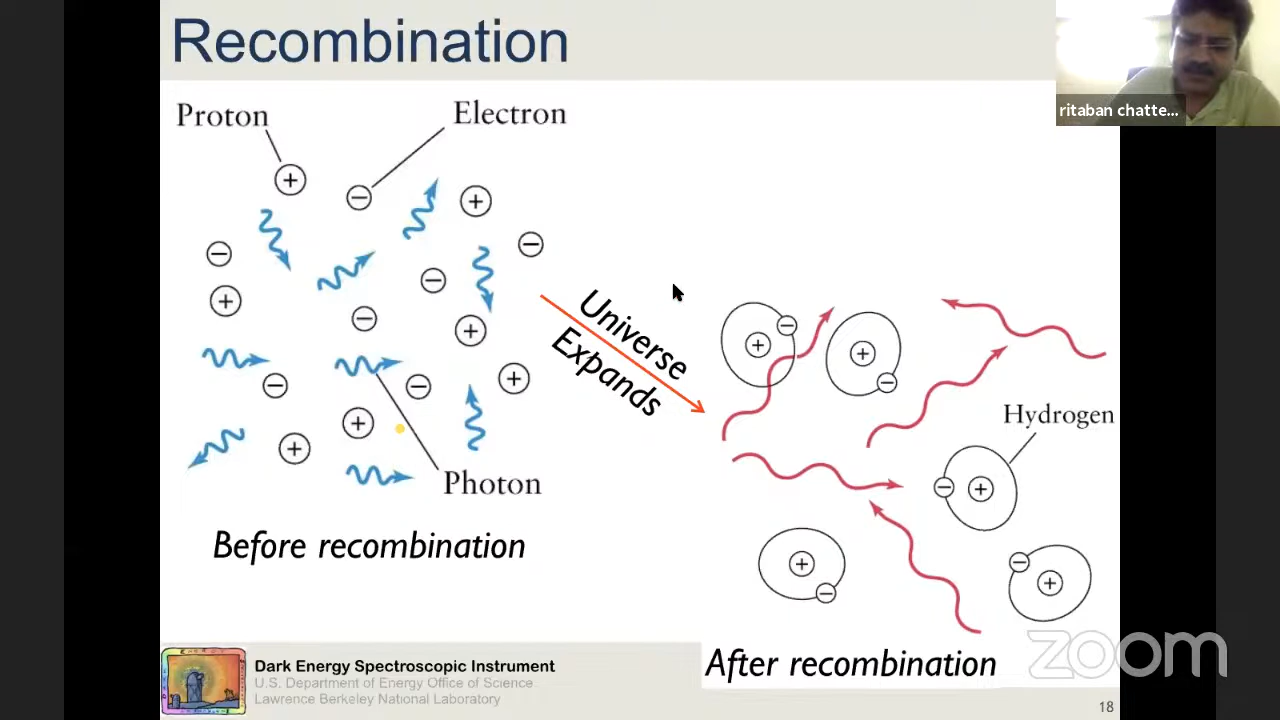 Recombination
ritaban chatte...
Proton
Electron
Universe
Expands
Hydrogen
Photon
Before recombination
After recombination
zoom
Dark Energy Spectroscopic Instrument
U.S. Department of Energy Office of Science
Lawrence Berkeley National Laboratory
18